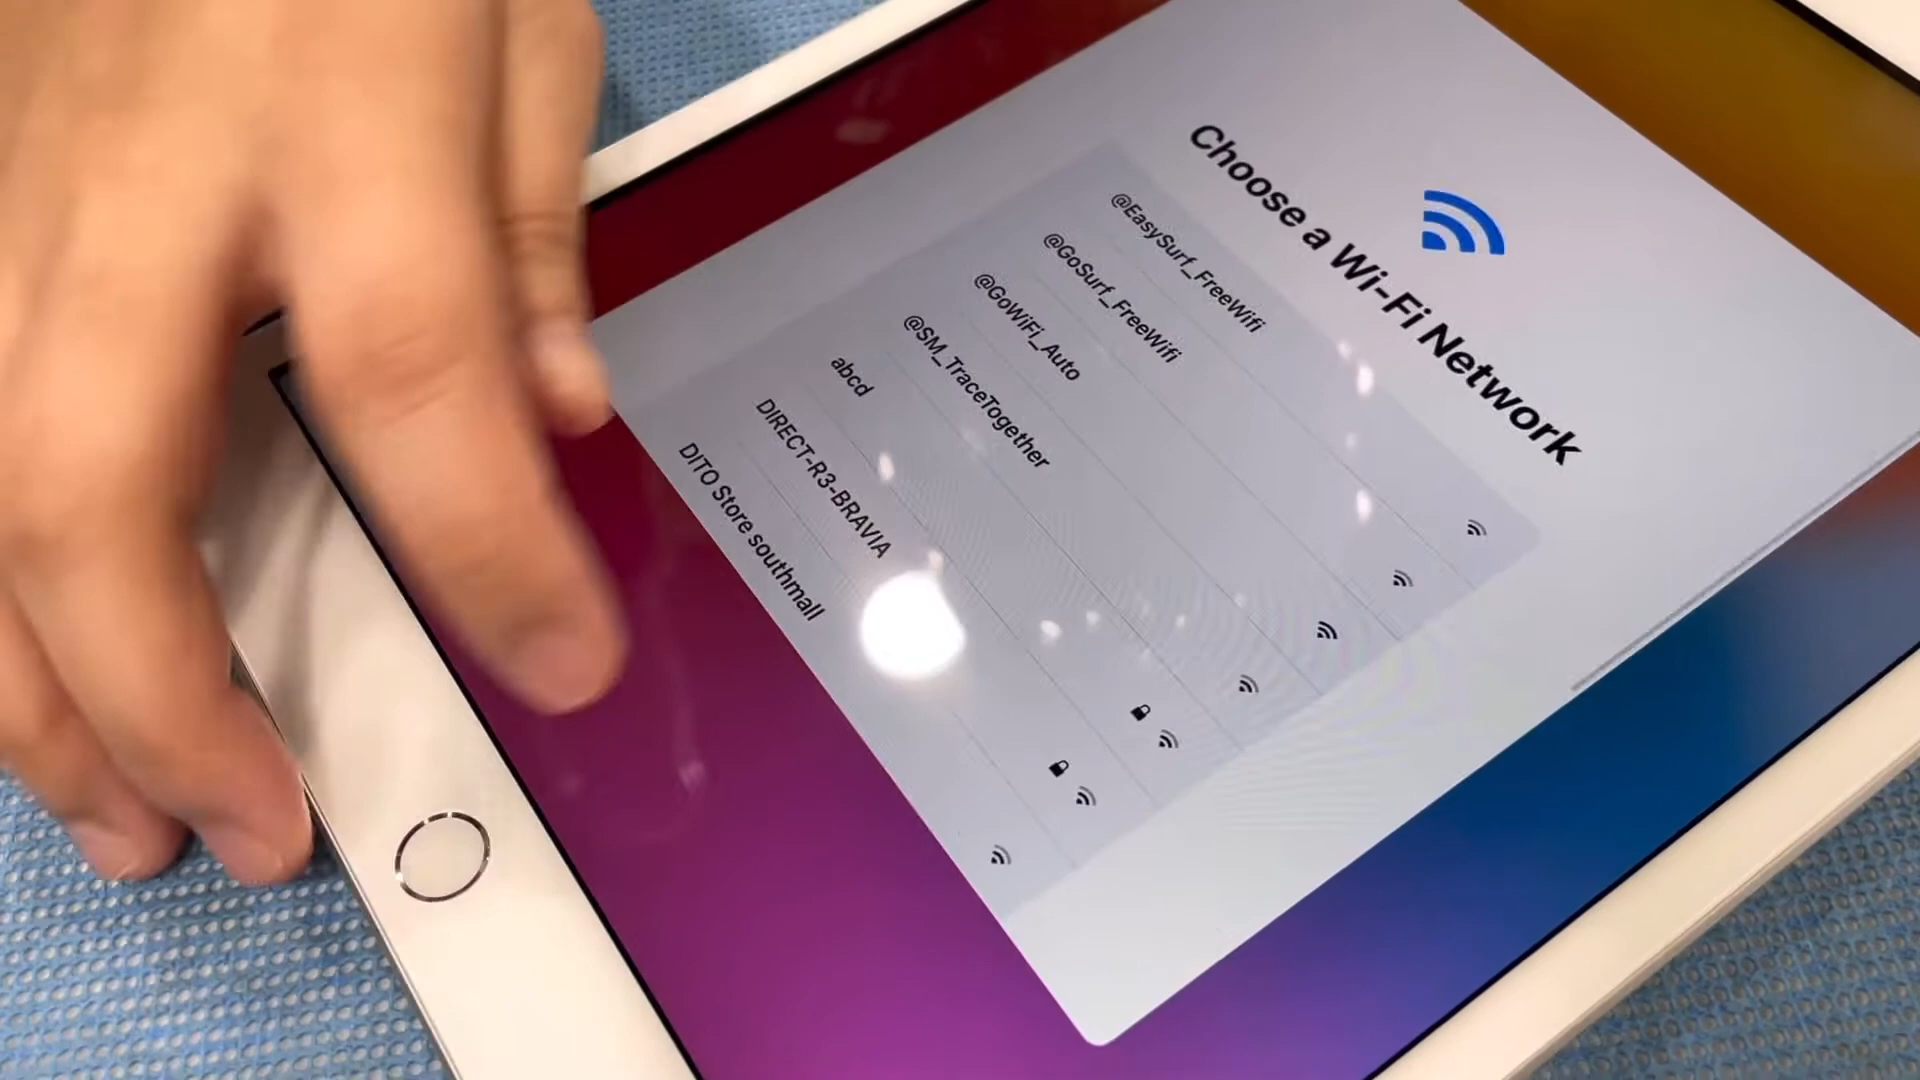 Choose a Wi-Fi Network
@EasySurf_FreeWifi
@GoSurf_FreeWifi
@GoWiFi_Auto
@SM_TraceTogether
abcd
DIRECT-R3-BRAVIA
DITO Store southmall